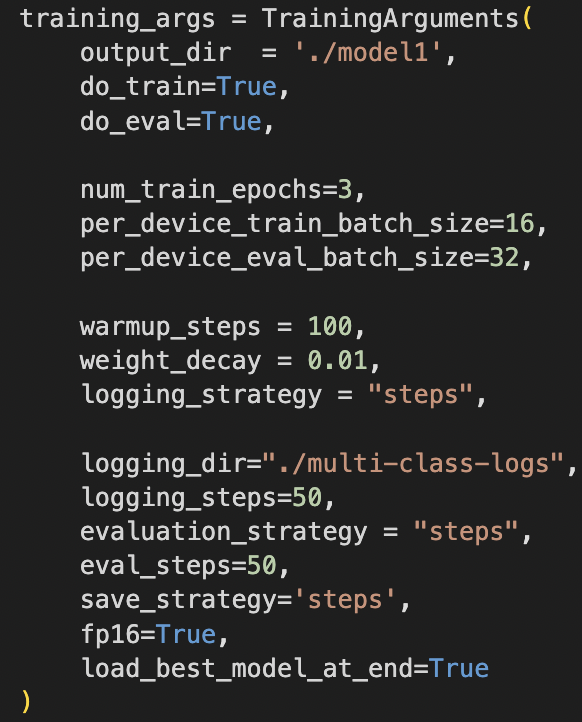 training_args = TrainingArguments(
    output_dir  = './model1',
    do_train=True,
    do_eval=True,

    num_train_epochs=3,
    per_device_train_batch_size=16,
    per_device_eval_batch_size=32,

    warmup_steps = 100,
    weight_decay = 0.01,
    logging_strategy = "steps",

    logging_dir="./multi-class-logs",
    logging_steps=50,
    evaluation_strategy = "steps",
    eval_steps=50,
    save_strategy='steps',
    fp16=True,
    load_best_model_at_end=True
)